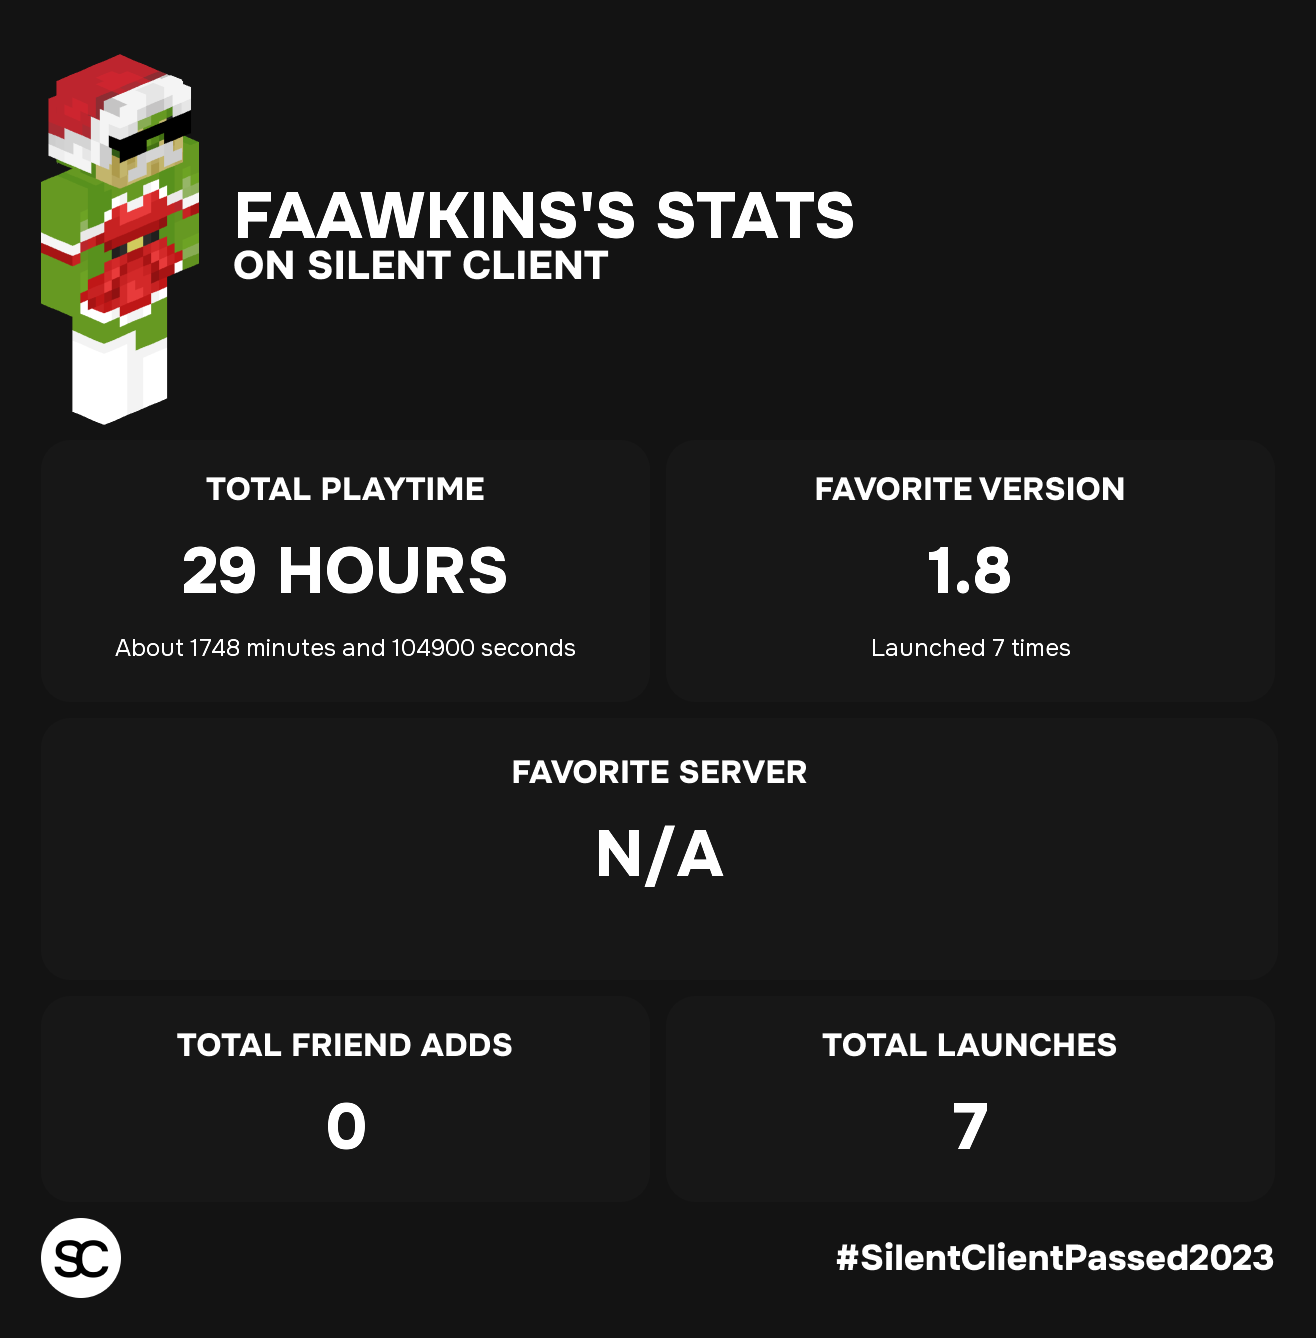 FAAWKINS'S STATS
ON SILENT CLIENT
TOTAL PLAYTIME
29 HOURS
About 1748 minutes and 104900 seconds
FAVORITE VERSION
1.8
Launched 7 times
FAVORITE SERVER
N/A
TOTAL FRIEND ADDS
0
TOTAL LAUNCHES
7
SC
#SilentClientPassed2023